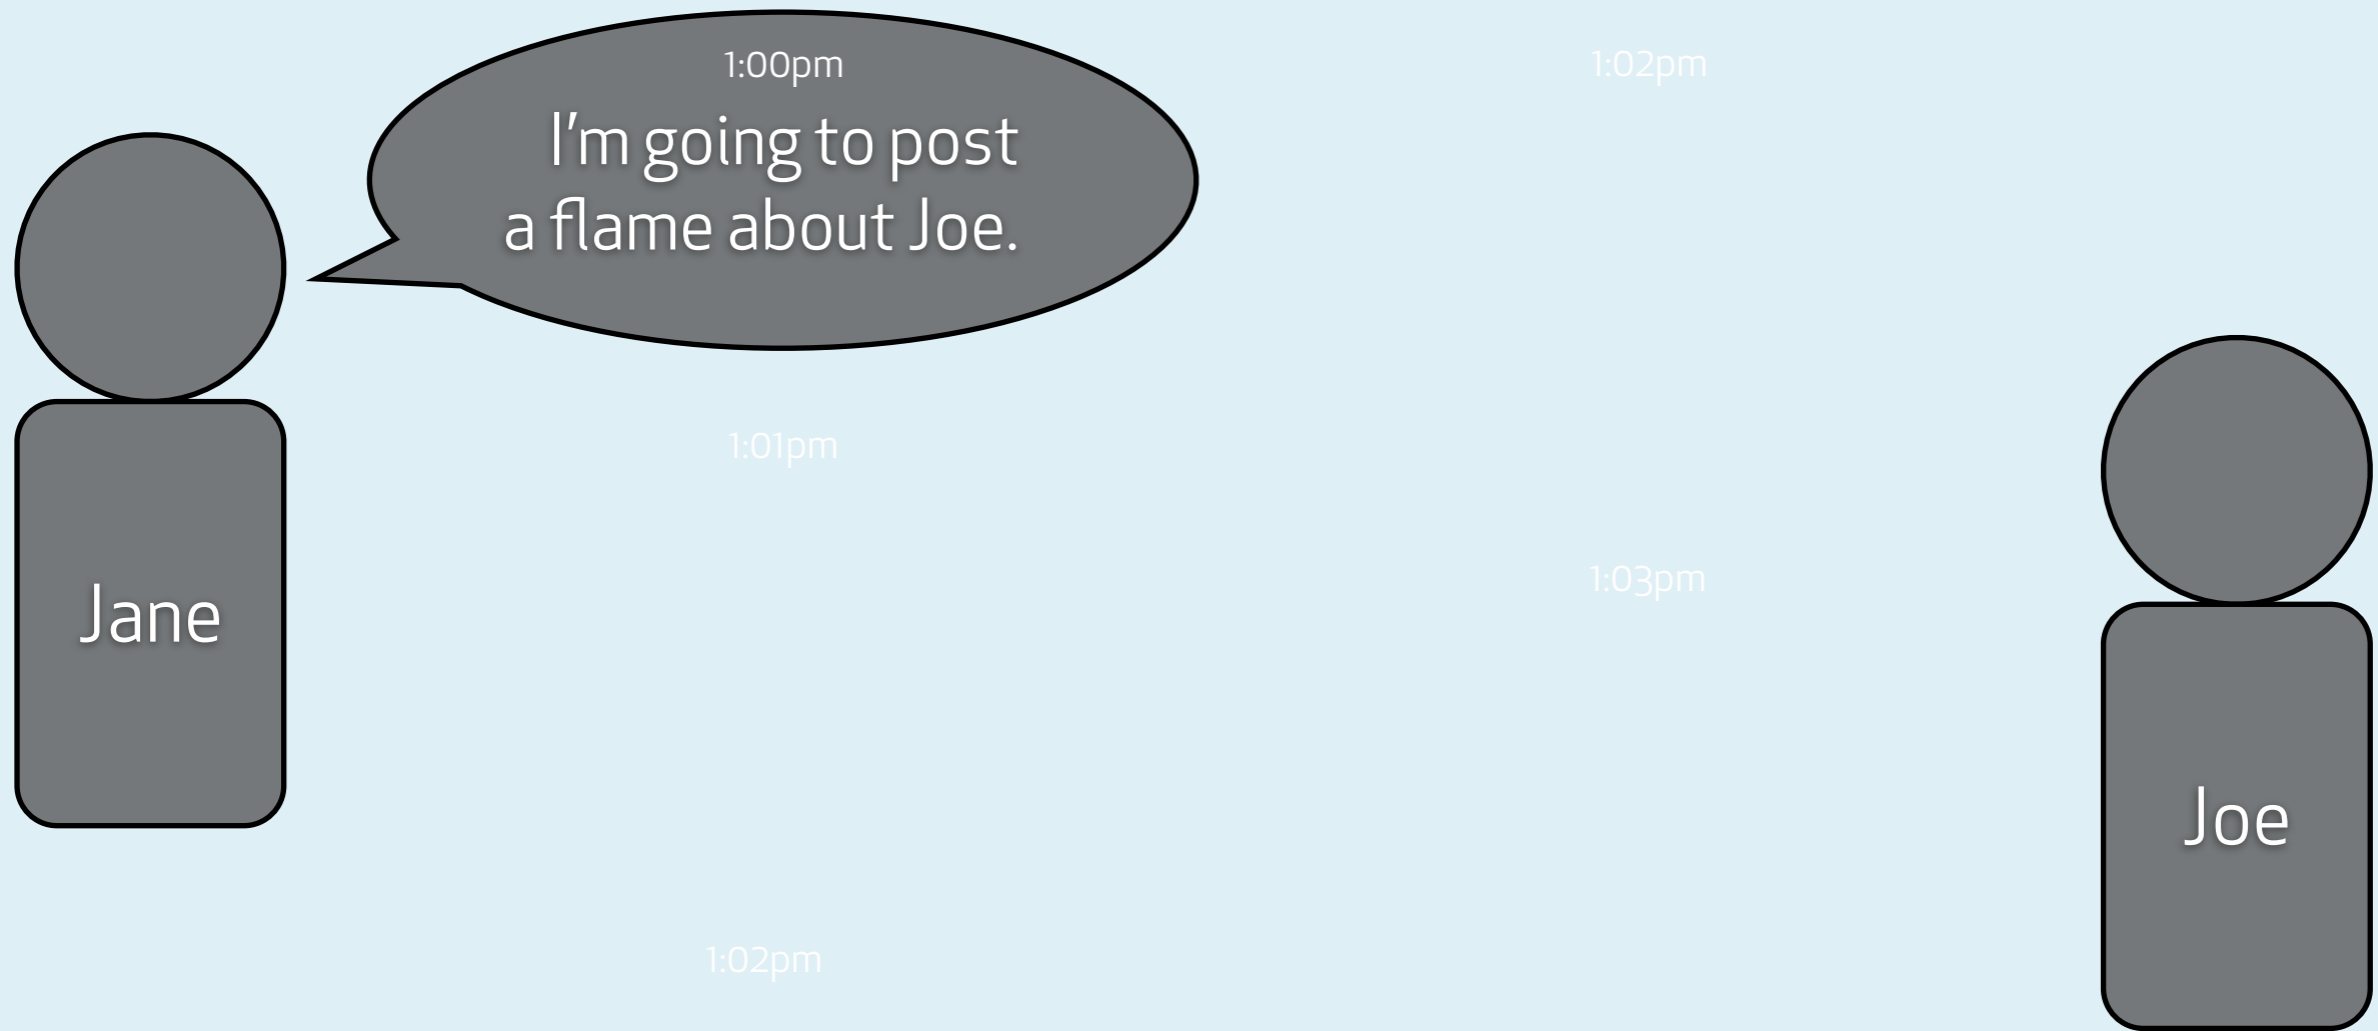 1:00pm
I'm going to post
a flame about Joe.
1:02pm
1:01pm
1:03pm
Jane
Joe
1:02pm